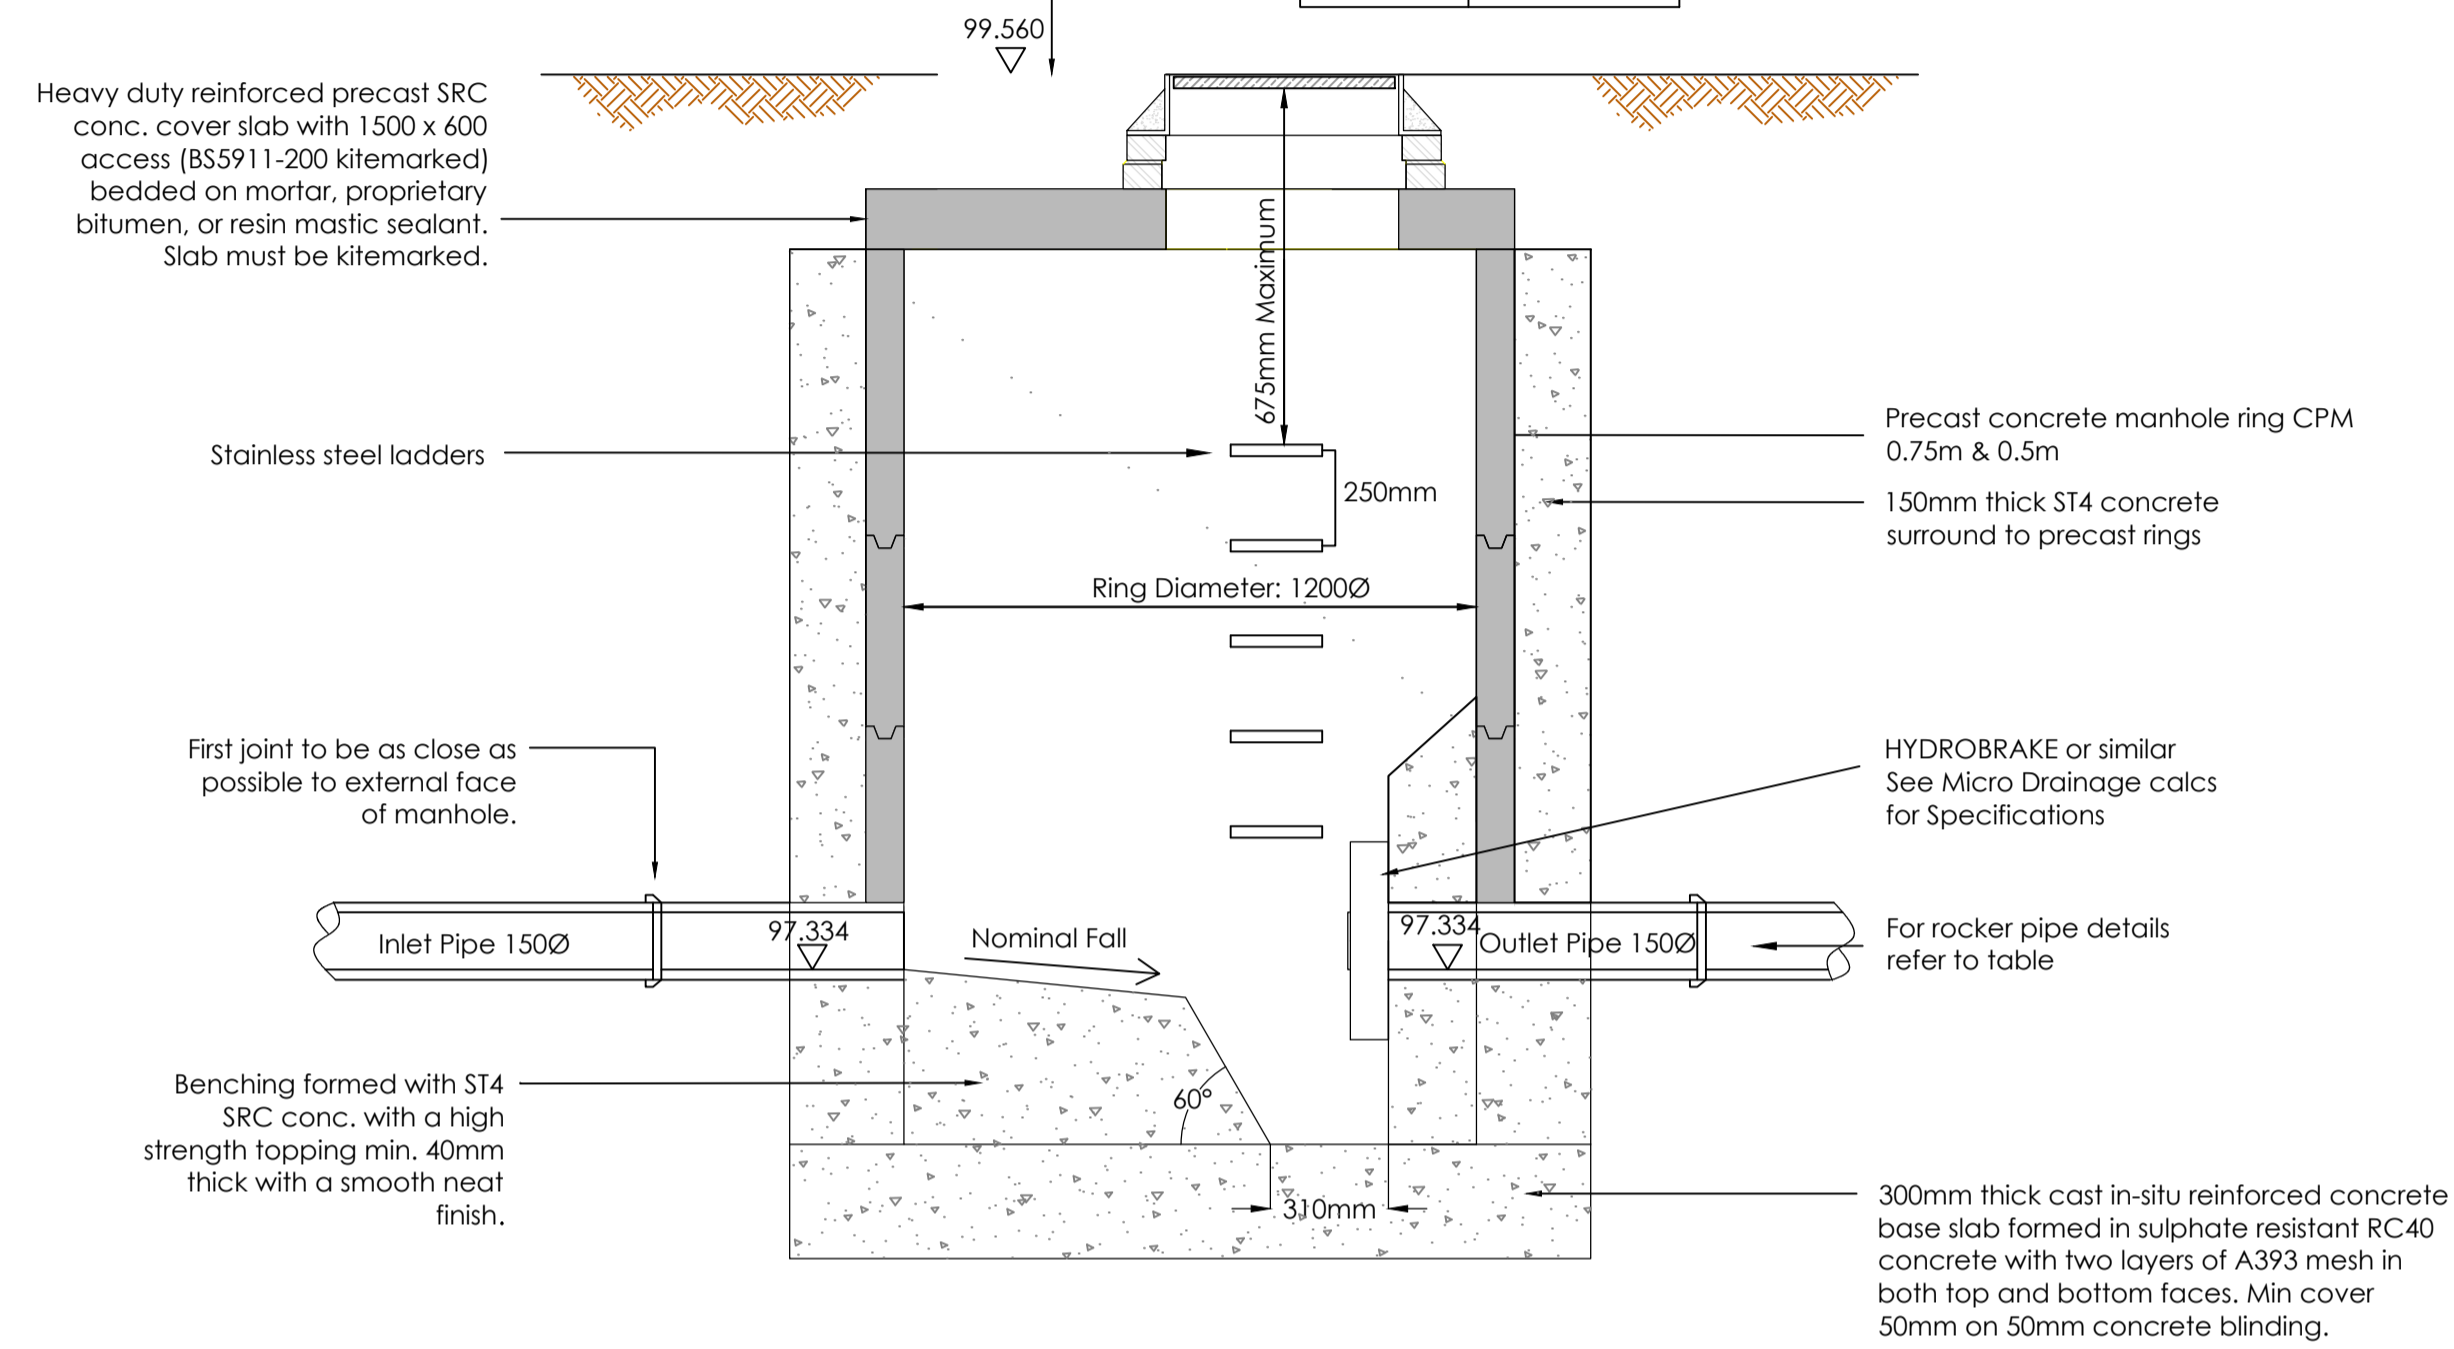 99.560
Heavy duty reinforced precast SRC
conc. cover slab with 1500 x 600
access (BS5911-200 kitemarked)
bedded on mortar, proprietary
bitumen, or resin mastic sealant.
Slab must be kitemarked.
675mm Maximum
Stainless steel ladders
250mm
Precast concrete manhole ring CPM
0.75m & 0.5m
150mm thick ST4 concrete
surround to precast rings
Ring Diameter: 1200Ø
First joint to be as close as
possible to external face
of manhole.
HYDROBRAKE or similar
See Micro Drainage calcs
for Specifications
Inlet Pipe 150Ø
97.334
Nominal Fall
97.334
Outlet Pipe 150Ø
For rocker pipe details
refer to table
Benching formed with ST4
SRC conc. with a high
strength topping min. 40mm
thick with a smooth neat
finish.
60°
310mm
300mm thick cast in-situ reinforced concrete
base slab formed in sulphate resistant RC40
concrete with two layers of A393 mesh in
both top and bottom faces. Min cover
50mm on 50mm concrete blinding.